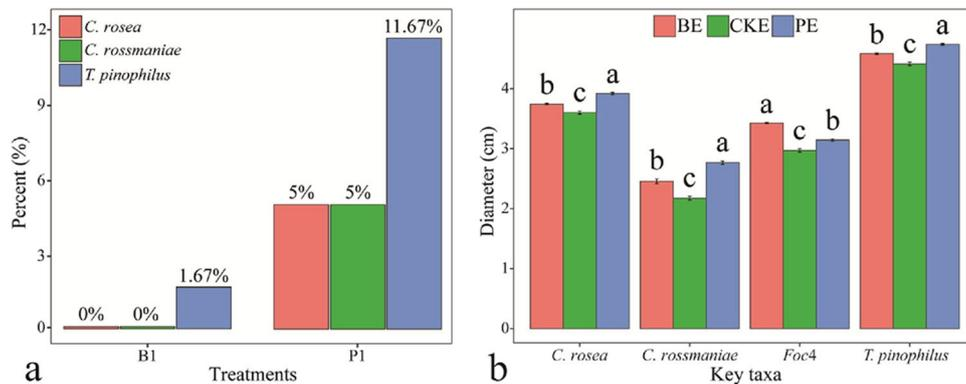 12
9
6
3
0
Percent (%)
C. rosea
C. rossmaniae
T. pinophilus
0%
0%
1.67%
5%
5%
11.67%
B1
P1
Treatments
a
BE
CKE
PE
4
3
2
1
0
Diameter (cm)
b
c
a
b
c
a
a
c
b
b
c
a
C. rosea
C. rossmaniae
Foc4
T. pinophilus
Key taxa
b